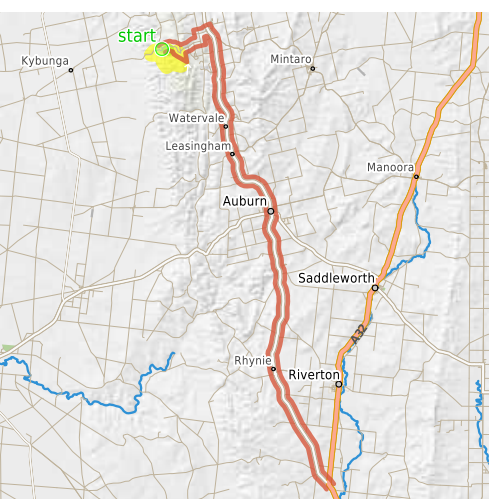 start
Kybunga
Mintaro
Watervale
Leasingham
Manoora
Auburn
Saddleworth
A32
Rhynie
Riverton